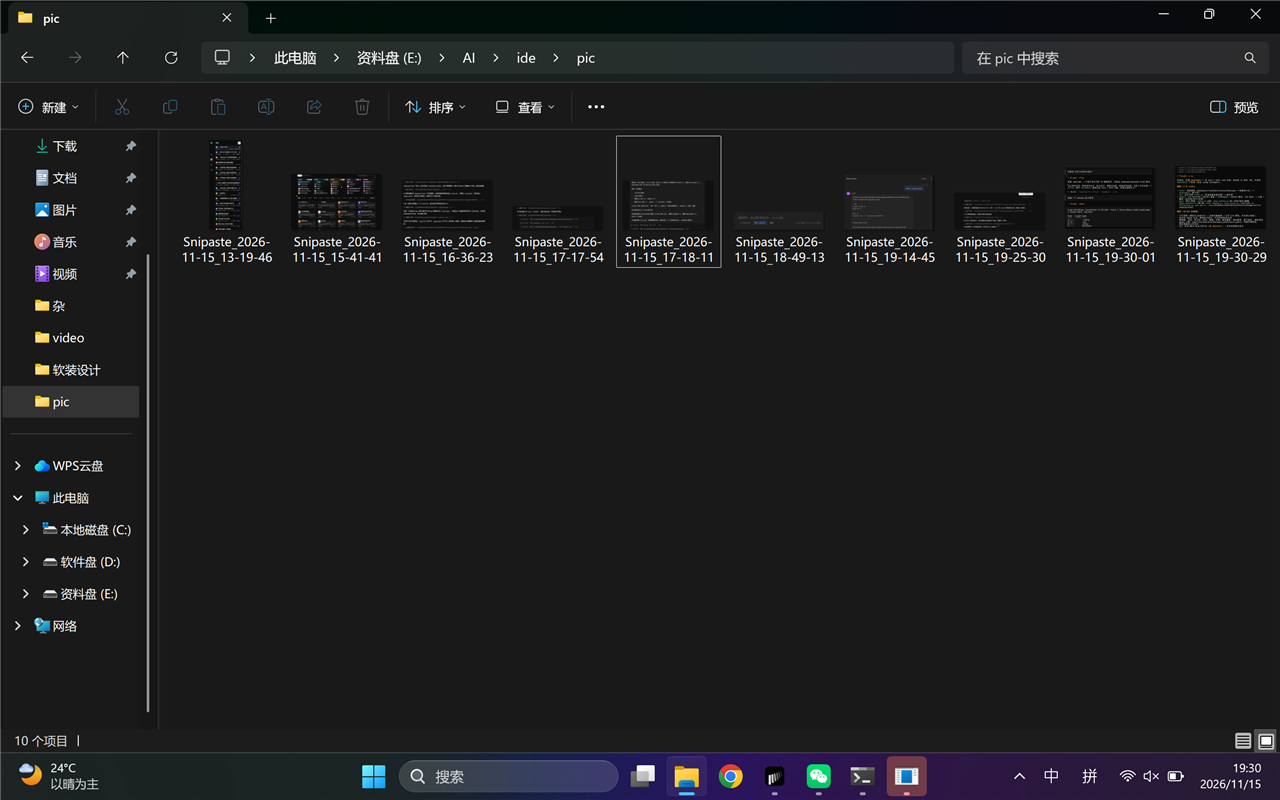 pic
此电脑
资料盘 (E:)
AI
ide
pic
在 pic 中搜索
新建
排序
查看
预览
下载
文档
图片
音乐
视频
杂
video
软装设计
pic
WPS云盘
此电脑
本地磁盘 (C:)
软件盘 (D:)
资料盘 (E:)
网络
Snipaste_2026-
11-15_13-19-46
Snipaste_2026-
11-15_15-41-41
Snipaste_2026-
11-15_16-36-23
Snipaste_2026-
11-15_17-17-54
Snipaste_2026-
11-15_17-18-11
Snipaste_2026-
11-15_18-49-13
Snipaste_2026-
11-15_19-14-45
Snipaste_2026-
11-15_19-25-30
Snipaste_2026-
11-15_19-30-01
Snipaste_2026-
11-15_19-30-29
10 个项目
24°C
以晴为主
搜索
中
拼
19:30
2026/11/15